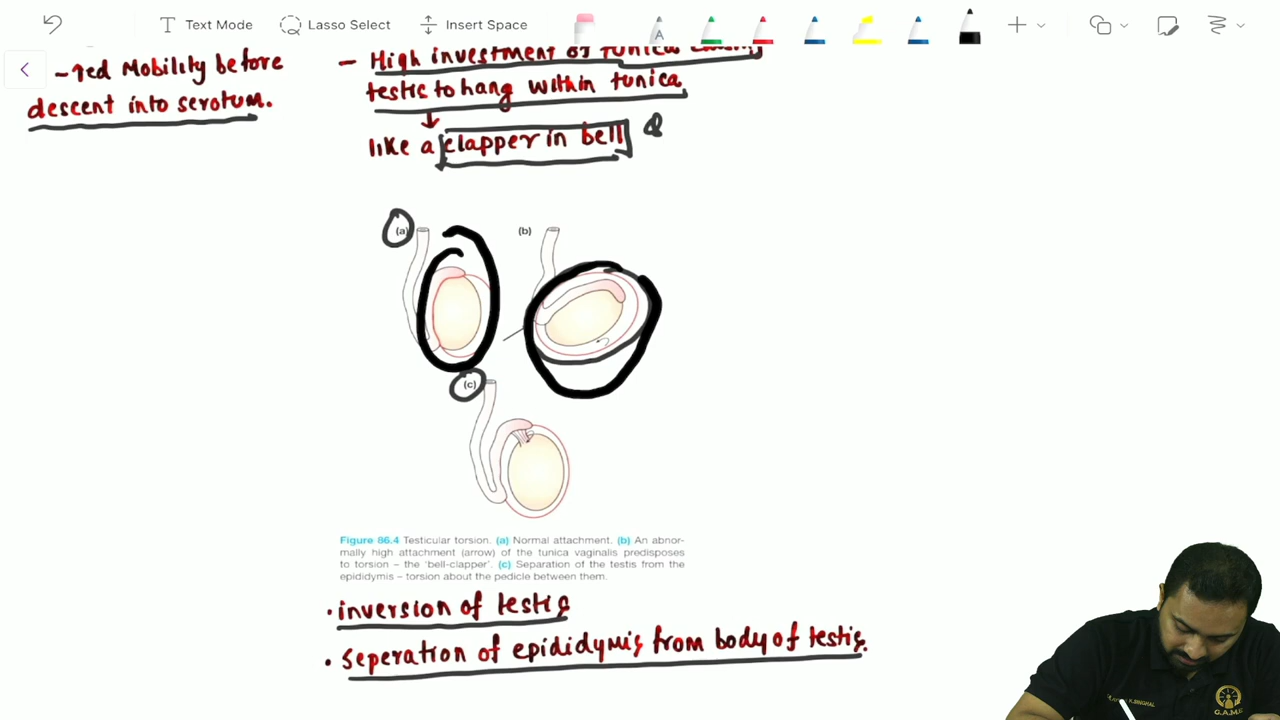 Text Mode
Lasso Select
Insert Space
A
- ↑ed Mobility before
descent into scrotum.
- High investment of tunica
testis to hang within tunica
↓
like a clapper in bell
(a)
(b)
(c)
Figure 86.4 Testicular torsion. (a) Normal attachment. (b) An abnor-
mally high attachment (arrow) of the tunica vaginalis predisposes
to torsion – the ‘bell-clapper’. (c) Separation of the testis from the
epididymis – torsion about the pedicle between them.
• inversion of testis
• seperation of epididymis from body of testis.
G.A.M.E